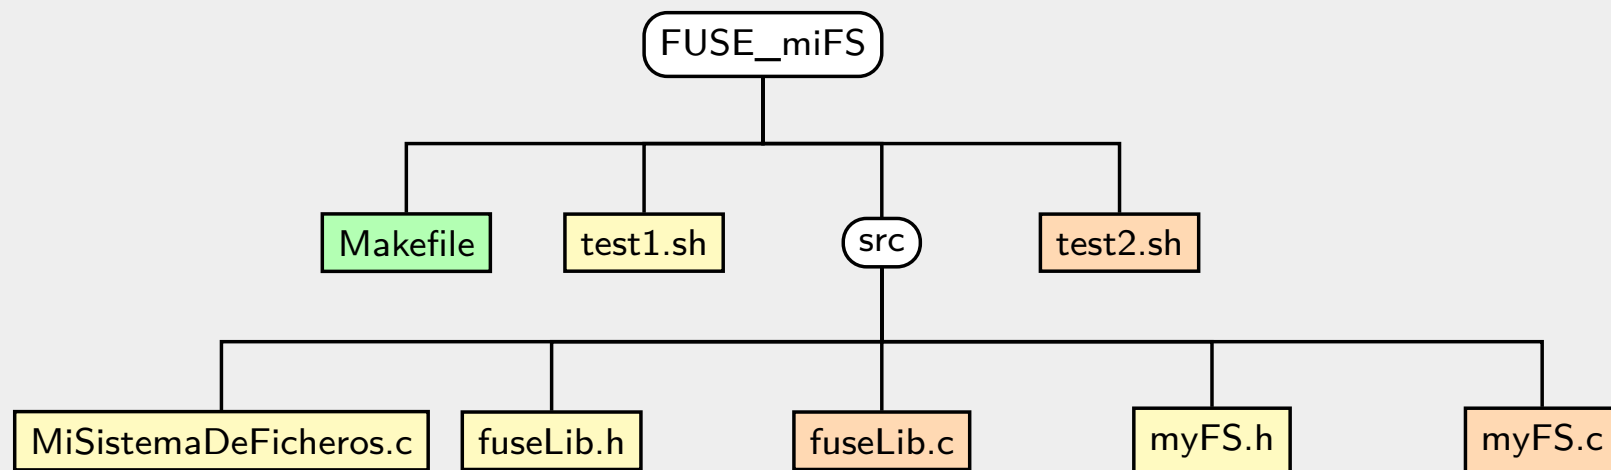 FUSE_miFS
Makefile
test1.sh
src
test2.sh
MiSistemaDeFicheros.c
fuseLib.h
fuseLib.c
myFS.h
myFS.c